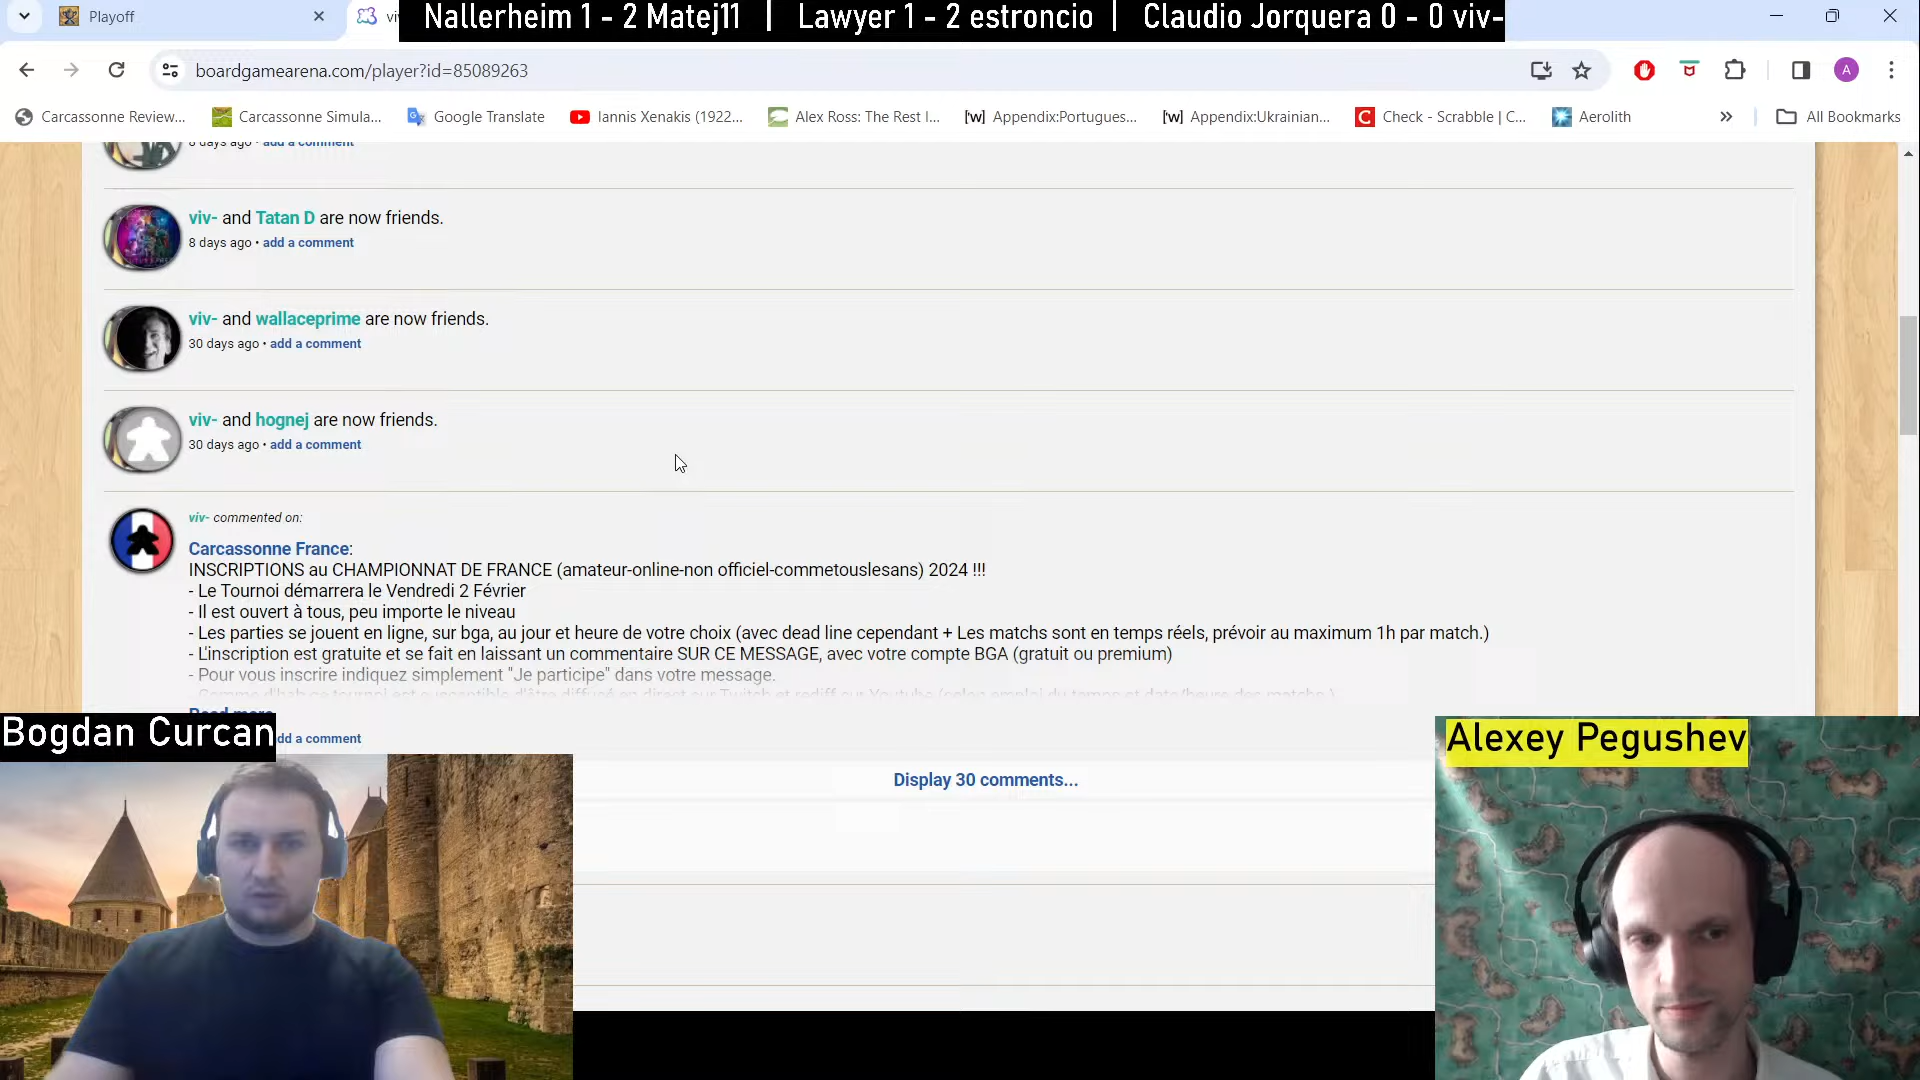 Playoff
Nallerheim 1 - 2 Matej11 | Lawyer 1 - 2 estroncio | Claudio Jorquera 0 - 0 viv-
boardgamearena.com/player?id=85089263
A
Carcassonne Review...
Carcassonne Simula...
Google Translate
Iannis Xenakis (1922...
Alex Ross: The Rest I...
[w] Appendix:Portugues...
[w] Appendix:Ukrainian...
C Check - Scrabble | C...
Aerolith
»
All Bookmarks
8 days ago • add a comment
viv- and Tatan D are now friends.
8 days ago • add a comment
viv- and wallaceprime are now friends.
30 days ago • add a comment
viv- and hognej are now friends.
30 days ago • add a comment
viv- commented on:
Carcassonne France:
INSCRIPTIONS au CHAMPIONNAT DE FRANCE (amateur-online-non officiel-commetouslesans) 2024 !!!
- Le Tournoi démarrera le Vendredi 2 Février
- Il est ouvert à tous, peu importe le niveau
- Les parties se jouent en ligne, sur bga, au jour et heure de votre choix (avec dead line cependant + Les matchs sont en temps réels, prévoir au maximum 1h par match.)
- L'inscription est gratuite et se fait en laissant un commentaire SUR CE MESSAGE, avec votre compte BGA (gratuit ou premium)
- Pour vous inscrire indiquez simplement "Je participe" dans votre message.
Read more
add a comment
Bogdan Curcan
Alexey Pegushev
Display 30 comments...